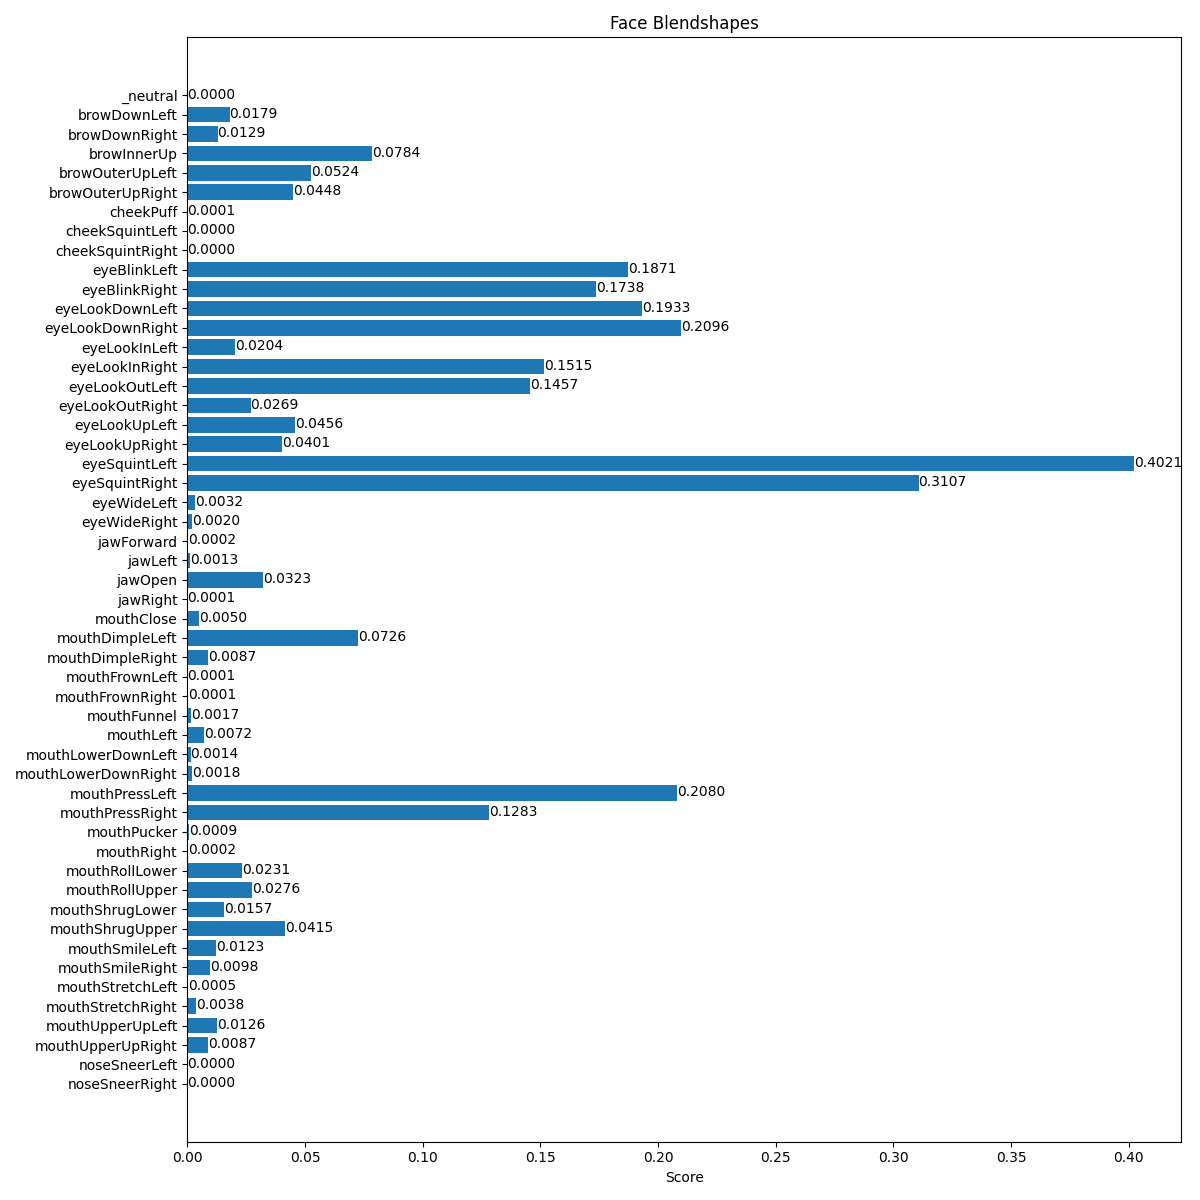 Face Blendshapes
_neutral 0.0000
browDownLeft 0.0179
browDownRight 0.0129
browInnerUp 0.0784
browOuterUpLeft 0.0524
browOuterUpRight 0.0448
cheekPuff 0.0001
cheekSquintLeft 0.0000
cheekSquintRight 0.0000
eyeBlinkLeft 0.1871
eyeBlinkRight 0.1738
eyeLookDownLeft 0.1933
eyeLookDownRight 0.2096
eyeLookInLeft 0.0204
eyeLookInRight 0.1515
eyeLookOutLeft 0.1457
eyeLookOutRight 0.0269
eyeLookUpLeft 0.0456
eyeLookUpRight 0.0401
eyeSquintLeft 0.4021
eyeSquintRight 0.3107
eyeWideLeft 0.0032
eyeWideRight 0.0020
jawForward 0.0002
jawLeft 0.0013
jawOpen 0.0323
jawRight 0.0001
mouthClose 0.0050
mouthDimpleLeft 0.0726
mouthDimpleRight 0.0087
mouthFrownLeft 0.0001
mouthFrownRight 0.0001
mouthFunnel 0.0017
mouthLeft 0.0072
mouthLowerDownLeft 0.0014
mouthLowerDownRight 0.0018
mouthPressLeft 0.2080
mouthPressRight 0.1283
mouthPucker 0.0009
mouthRight 0.0002
mouthRollLower 0.0231
mouthRollUpper 0.0276
mouthShrugLower 0.0157
mouthShrugUpper 0.0415
mouthSmileLeft 0.0123
mouthSmileRight 0.0098
mouthStretchLeft 0.0005
mouthStretchRight 0.0038
mouthUpperUpLeft 0.0126
mouthUpperUpRight 0.0087
noseSneerLeft 0.0000
noseSneerRight 0.0000
0.00 0.05 0.10 0.15 0.20 0.25 0.30 0.35 0.40
Score